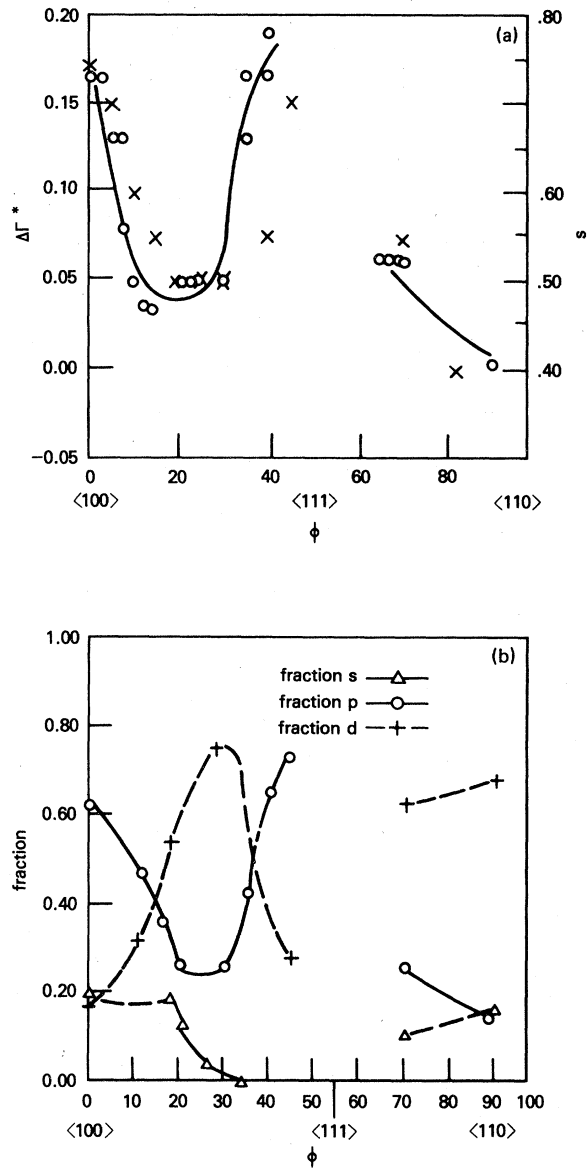 (a)
0.20
0.15
0.10
0.05
0.00
−0.05
ΔΓ *
.80
.60
.50
.40
s
0 20 40 60 80
⟨100⟩ ⟨111⟩ ⟨110⟩
ϕ
(b)
fraction s
fraction p
fraction d
1.00
0.80
0.60
0.40
0.20
0.00
fraction
0 10 20 30 40 50 60 70 80 90 100
⟨100⟩ ⟨111⟩ ⟨110⟩
ϕ